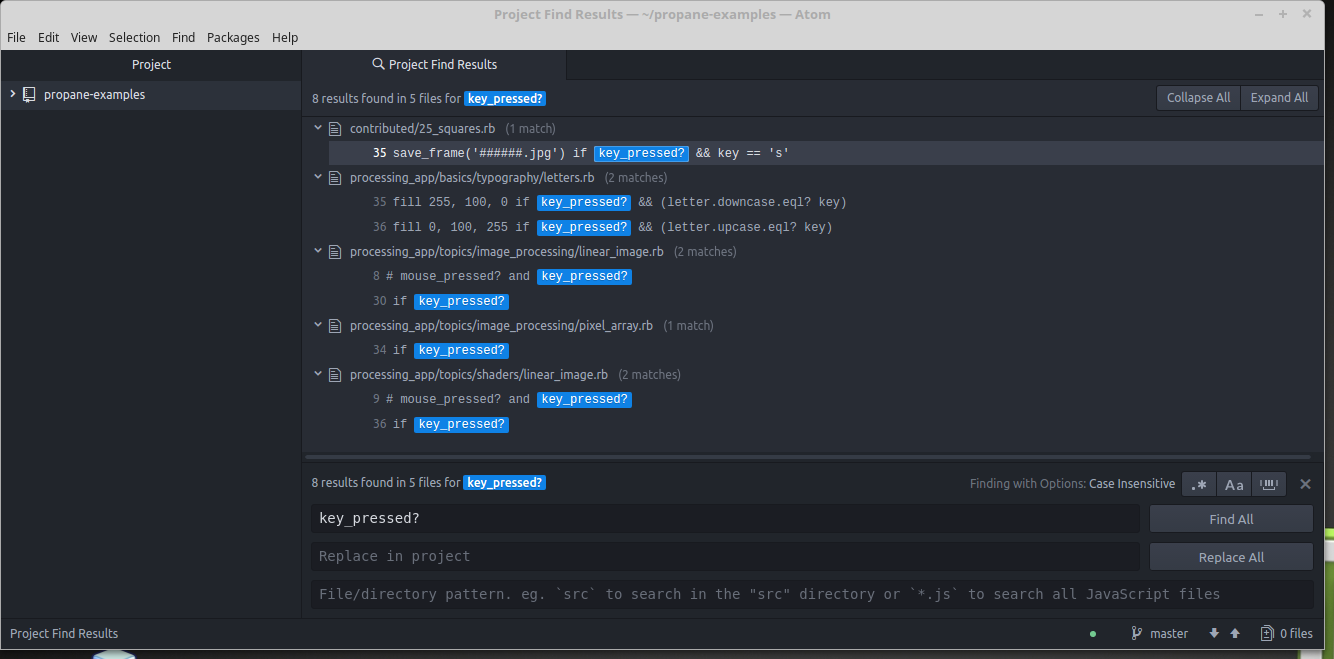 Project Find Results — ~/propane-examples — Atom
File Edit View Selection Find Packages Help
Project
Project Find Results
propane-examples
8 results found in 5 files for key_pressed?
Collapse All Expand All
contributed/25_squares.rb (1 match)
35 save_frame('######.jpg') if key_pressed? && key == 's'
processing_app/basics/typography/letters.rb (2 matches)
35 fill 255, 100, 0 if key_pressed? && (letter.downcase.eql? key)
36 fill 0, 100, 255 if key_pressed? && (letter.upcase.eql? key)
processing_app/topics/image_processing/linear_image.rb (2 matches)
8 # mouse_pressed? and key_pressed?
30 if key_pressed?
processing_app/topics/image_processing/pixel_array.rb (1 match)
34 if key_pressed?
processing_app/topics/shaders/linear_image.rb (2 matches)
9 # mouse_pressed? and key_pressed?
36 if key_pressed?
8 results found in 5 files for key_pressed?
Finding with Options: Case Insensitive .* Aa
key_pressed?
Find All
Replace in project
Replace All
File/directory pattern. eg. `src` to search in the "src" directory or `*.js` to search all JavaScript files
Project Find Results
master
0 files